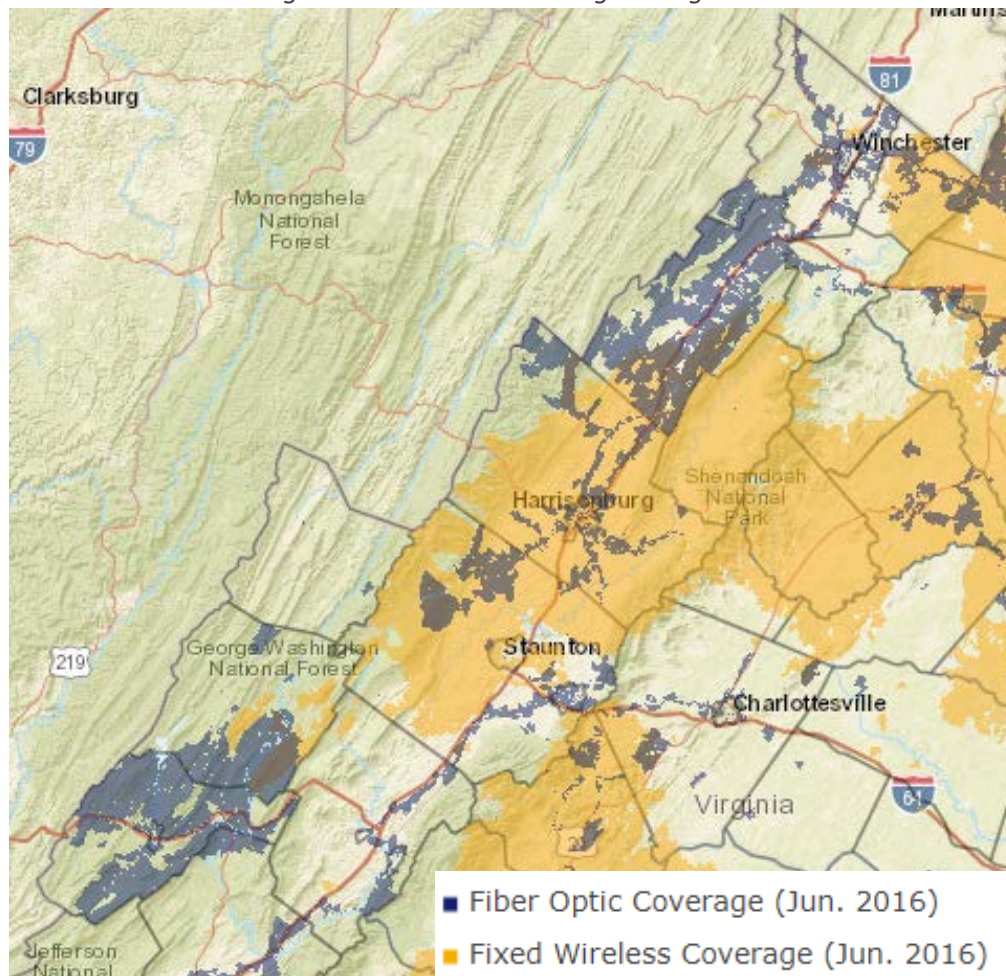 Martins
81
Clarksburg
Winchester
79
Monongahela
National
Forest
Harrisonburg
Shenandoah
National
Park
Staunton
219
George Washington
National Forest
Charlottesville
Virginia
Jefferson
National
Fiber Optic Coverage (Jun. 2016)
Fixed Wireless Coverage (Jun. 2016)